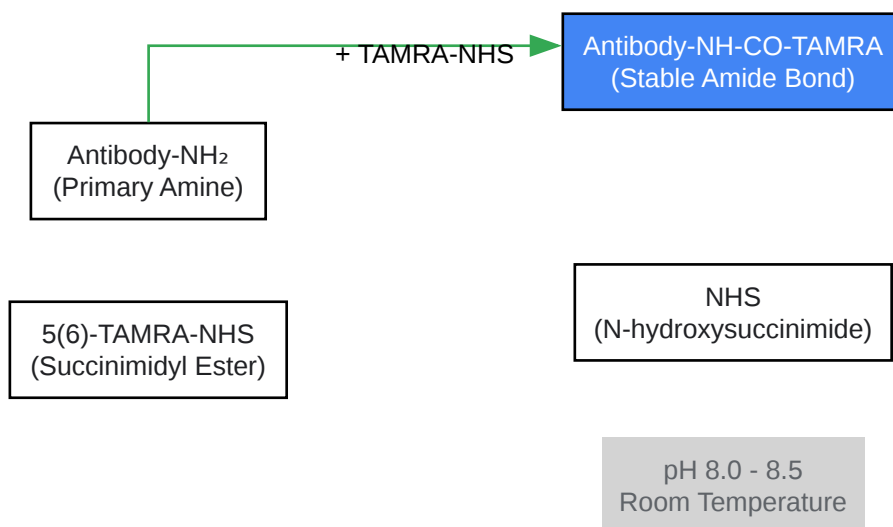 + TAMRA-NHS
Antibody-NH-CO-TAMRA
(Stable Amide Bond)
Antibody-NH₂
(Primary Amine)
5(6)-TAMRA-NHS
(Succinimidyl Ester)
NHS
(N-hydroxysuccinimide)
pH 8.0 - 8.5
Room Temperature